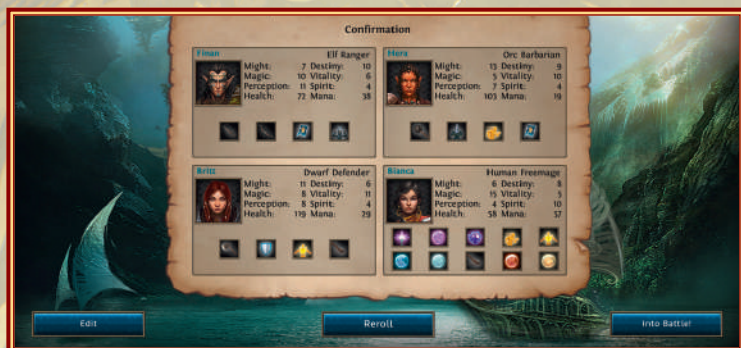 Confirmation
Finan
Elf Ranger
Might: 7 Destiny: 10
Magic: 10 Vitality: 6
Perception: 11 Spirit: 4
Health: 72 Mana: 38
Hera
Orc Barbarian
Might: 13 Destiny: 9
Magic: 5 Vitality: 10
Perception: 7 Spirit: 4
Health: 103 Mana: 19
Britt
Dwarf Defender
Might: 11 Destiny: 6
Magic: 8 Vitality: 11
Perception: 8 Spirit: 4
Health: 119 Mana: 29
Bianca
Human Freemage
Might: 6 Destiny: 8
Magic: 15 Vitality: 5
Perception: 4 Spirit: 10
Health: 58 Mana: 57
Edit
Reroll
Into Battle!